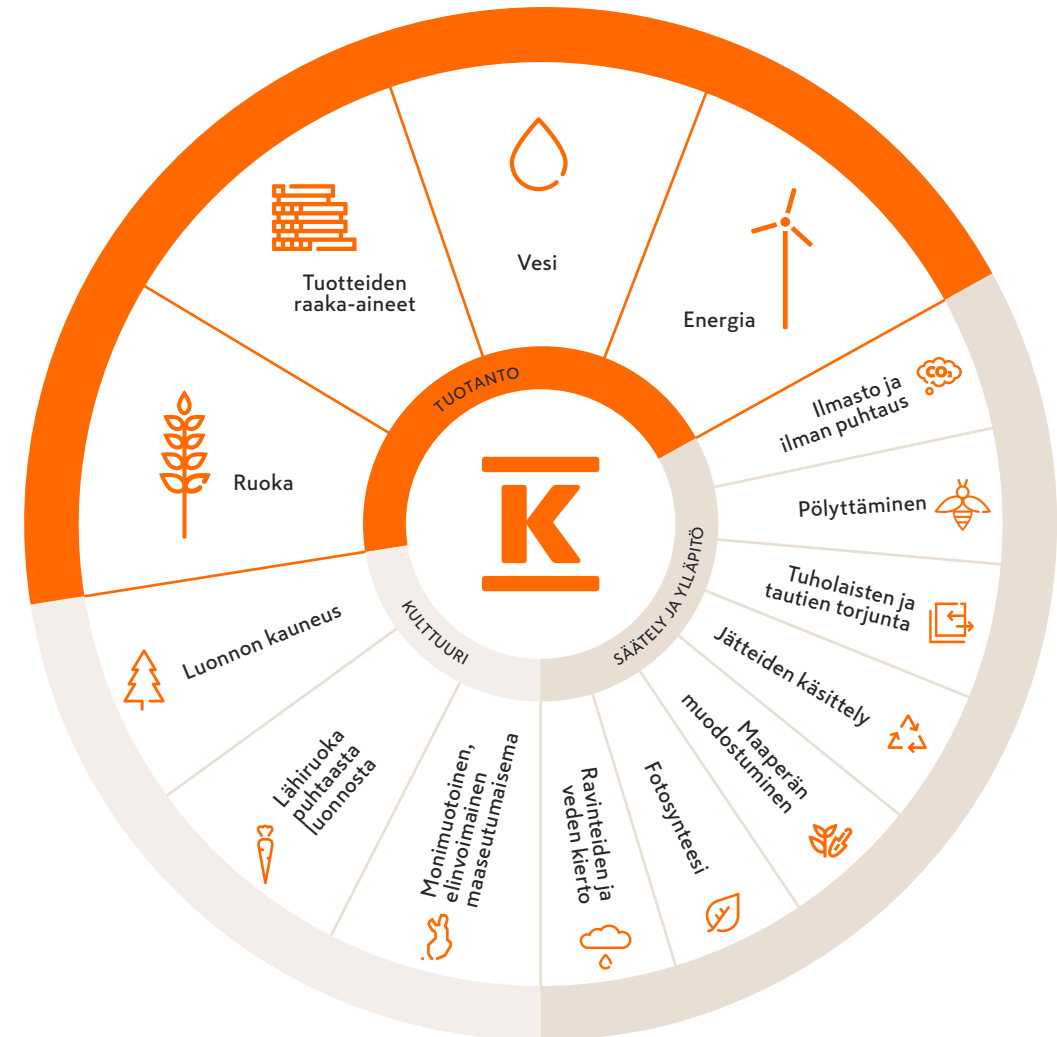 Vesi
Tuotteiden
raaka-aineet
Energia
Ruoka
TUOTANTO
K
CO₂
Ilmasto ja
ilman puhtaus
Pölyttäminen
Tuholaisten ja
tautien torjunta
Jätteiden käsittely
Maaperän
muodostuminen
Fotosynteesi
Ravinteiden ja
veden kierto
SÄÄTELY JA YLLÄPITÖ
KULTTUURI
Luonnon kauneus
Lähiruoka
puhtaasta
luonnosta
Monimuotoinen,
elinvoimainen
maaseutumaisema